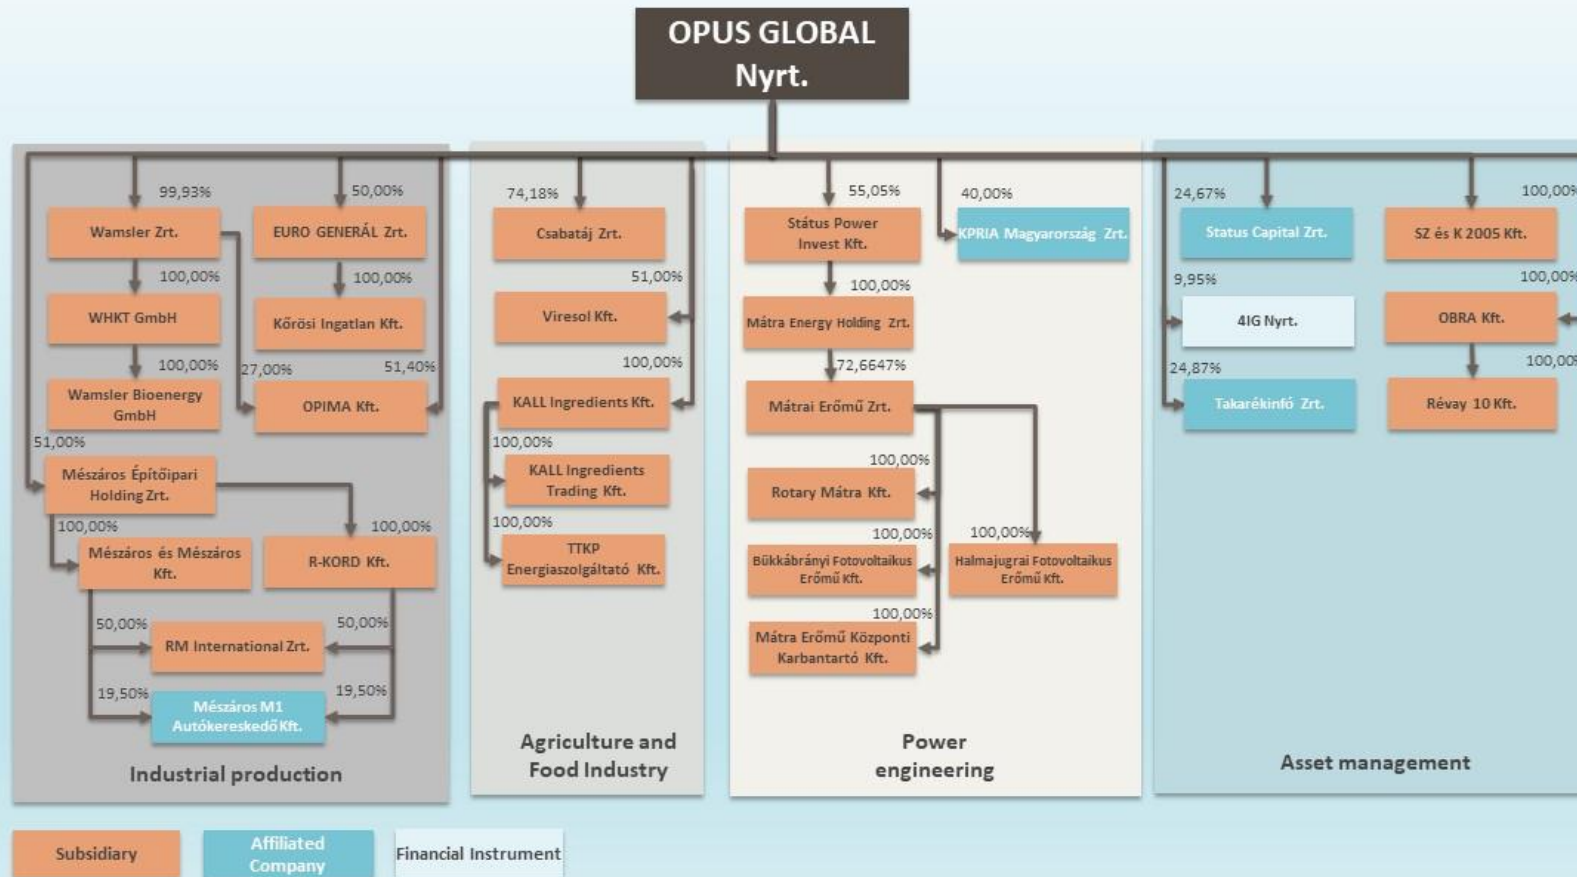 OPUS GLOBAL
Nyrt.
99,93%
Wamsler Zrt.
50,00%
EURO GENERÁL Zrt.
100,00%
WHKT GmbH
100,00%
Kőrösi Ingatlan Kft.
100,00%
Wamsler Bioenergy
GmbH
27,00%
51,40%
OPIMA Kft.
51,00%
Mészáros Építőipari
Holding Zrt.
100,00%
Mészáros és Mészáros
Kft.
100,00%
R-KORD Kft.
50,00%
50,00%
RM International Zrt.
19,50%
19,50%
Mészáros M1
Autókereskedő Kft.
Industrial production
74,18%
Csabatáj Zrt.
51,00%
Viresol Kft.
100,00%
KALL Ingredients Kft.
100,00%
KALL Ingredients
Trading Kft.
100,00%
TTKP
Energiaszolgáltató Kft.
Agriculture and
Food Industry
55,05%
Státus Power
Invest Kft.
40,00%
KPRIA Magyarország Zrt.
100,00%
Mátra Energy Holding Zrt.
72,6647%
Mátrai Erőmű Zrt.
100,00%
Rotary Mátra Kft.
100,00%
Bükkábrányi Fotovoltaikus
Erőmű Kft.
100,00%
Halmajugrai Fotovoltaikus
Erőmű Kft.
100,00%
Mátra Erőmű Központi
Karbantartó Kft.
Power
engineering
24,67%
Status Capital Zrt.
100,00%
SZ és K 2005 Kft.
9,95%
4IG Nyrt.
100,00%
OBRA Kft.
24,87%
Takarékinfó Zrt.
100,00%
Révay 10 Kft.
Asset management
Subsidiary
Affiliated
Company
Financial Instrument